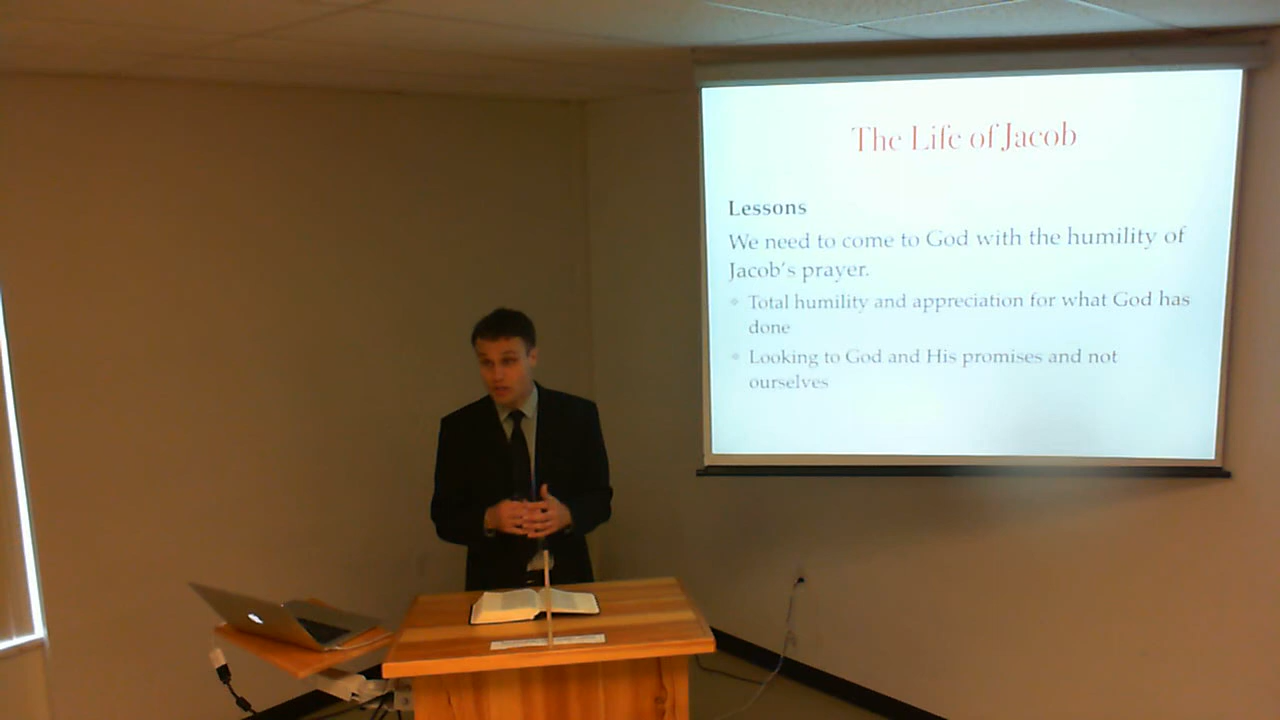 The Life of Jacob
Lessons
We need to come to God with the humility of
Jacob's prayer.
Total humility and appreciation for what God has
done
Looking to God and His promises and not
ourselves